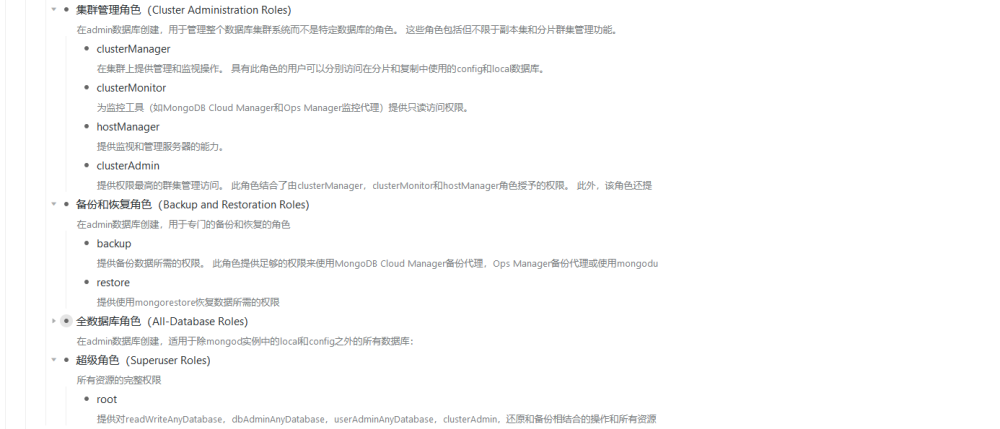 集群管理角色（Cluster Administration Roles)
在admin数据库创建，用于管理整个数据库集群系统而不是特定数据库的角色。 这些角色包括但不限于副本集和分片群集管理功能。
clusterManager
在集群上提供管理和监视操作。 具有此角色的用户可以分别访问在分片和复制中使用的config和local数据库。
clusterMonitor
为监控工具（如MongoDB Cloud Manager和Ops Manager监控代理）提供只读访问权限。
hostManager
提供监视和管理服务器的能力。
clusterAdmin
提供权限最高的群集管理访问。 此角色结合了由clusterManager，clusterMonitor和hostManager角色授予的权限。 此外，该角色还提
备份和恢复角色（Backup and Restoration Roles)
在admin数据库创建，用于专门的备份和恢复的角色
backup
提供备份数据所需的权限。 此角色提供足够的权限来使用MongoDB Cloud Manager备份代理，Ops Manager备份代理或使用mongodu
restore
提供使用mongorestore恢复数据所需的权限
全数据库角色（All-Database Roles)
在admin数据库创建，适用于除mongod实例中的local和config之外的所有数据库：
超级角色（Superuser Roles)
所有资源的完整权限
root
提供对readWriteAnyDatabase，dbAdminAnyDatabase，userAdminAnyDatabase，clusterAdmin，还原和备份相结合的操作和所有资源